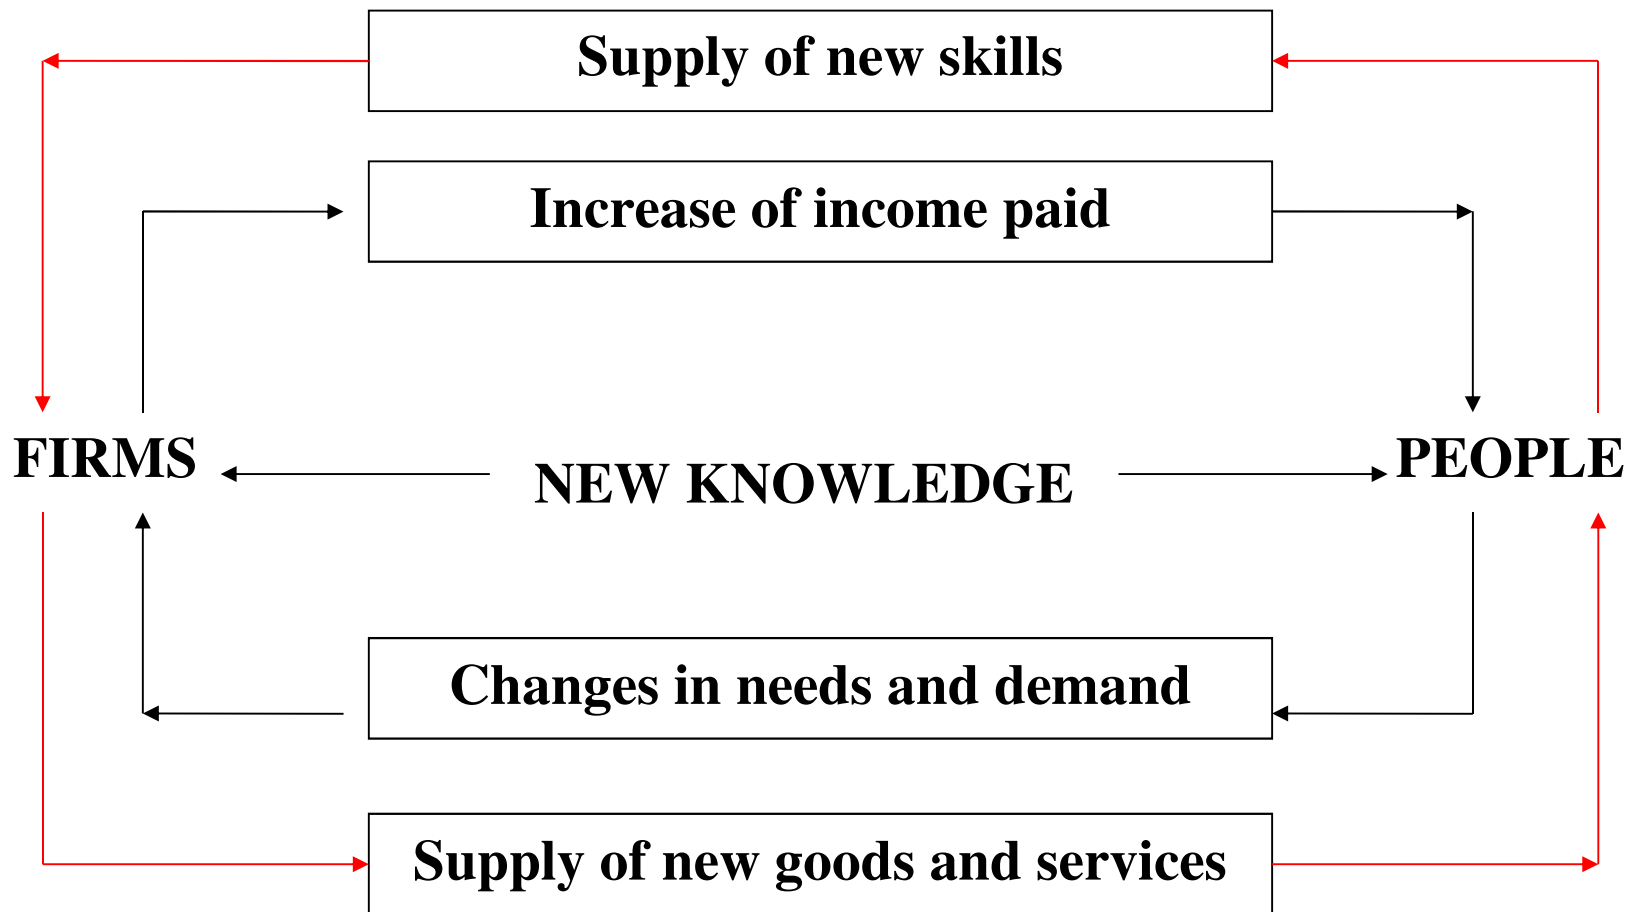 Supply of new skills
Increase of income paid
FIRMS
NEW KNOWLEDGE
PEOPLE
Changes in needs and demand
Supply of new goods and services